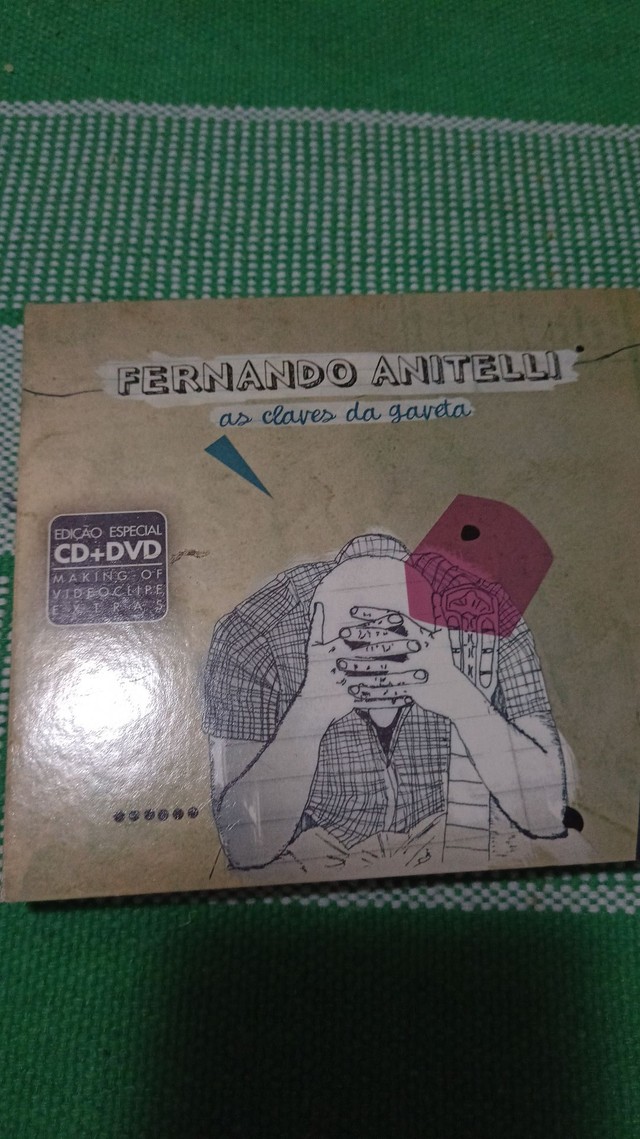 FERNANDO ANITELLI
as claves da gaveta
EDIÇÃO ESPECIAL
CD+DVD
MAKING-OF
VIDEOCLIPE
EXTRAS